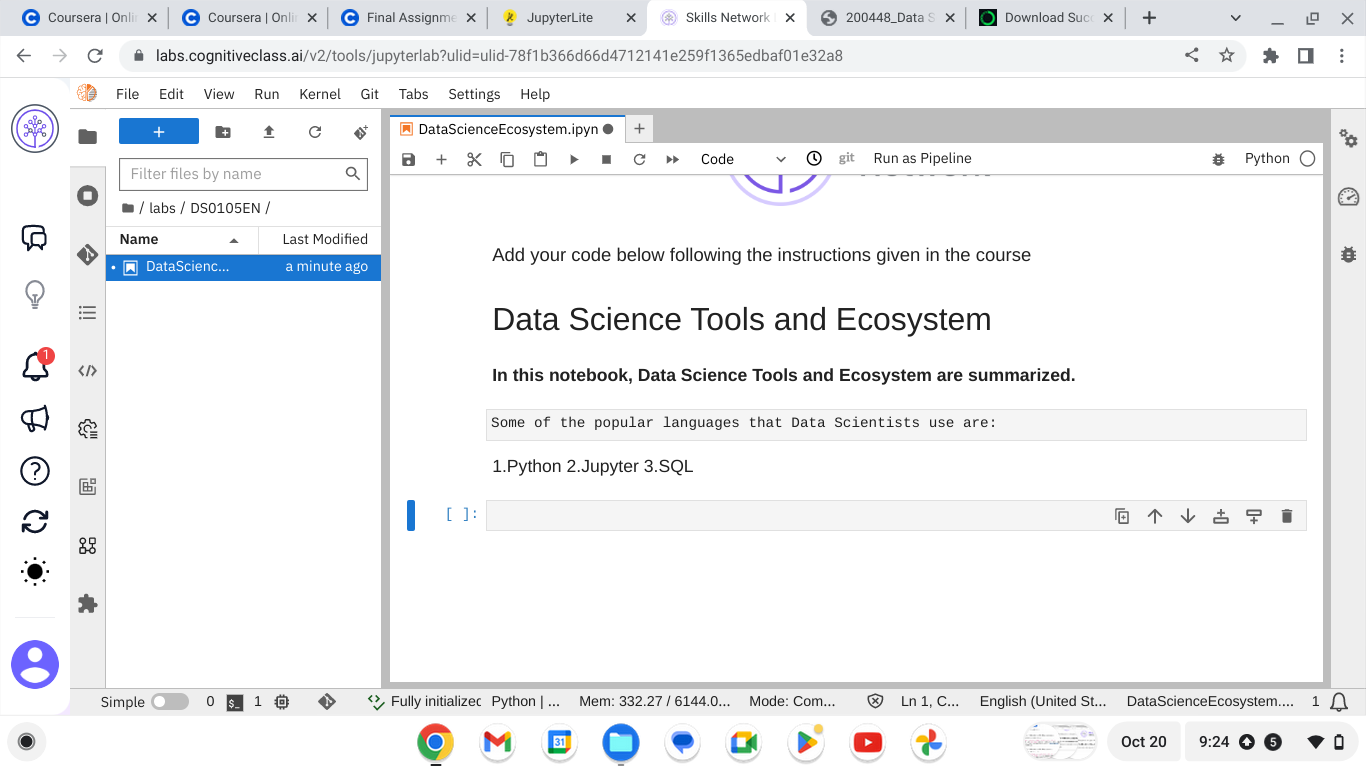 Coursera | Onli
Coursera | Onli
Final Assignme
JupyterLite
Skills Network
200448_Data S
Download Succ
labs.cognitiveclass.ai/v2/tools/jupyterlab?ulid=ulid-78f1b366d66d4712141e259f1365edbaf01e32a8
File Edit View Run Kernel Git Tabs Settings Help
1
Filter files by name
/ labs / DS0105EN /
Name Last Modified
DataScienc... a minute ago
DataScienceEcosystem.ipyn
Code git Run as Pipeline Python
Add your code below following the instructions given in the course
Data Science Tools and Ecosystem
In this notebook, Data Science Tools and Ecosystem are summarized.
Some of the popular languages that Data Scientists use are:
1.Python 2.Jupyter 3.SQL
[ ]:
Simple 0 $_ 1 Fully initialized Python | ... Mem: 332.27 / 6144.0... Mode: Com... Ln 1, C... English (United St... DataScienceEcosystem.... 1
31
Oct 20 9:24 5